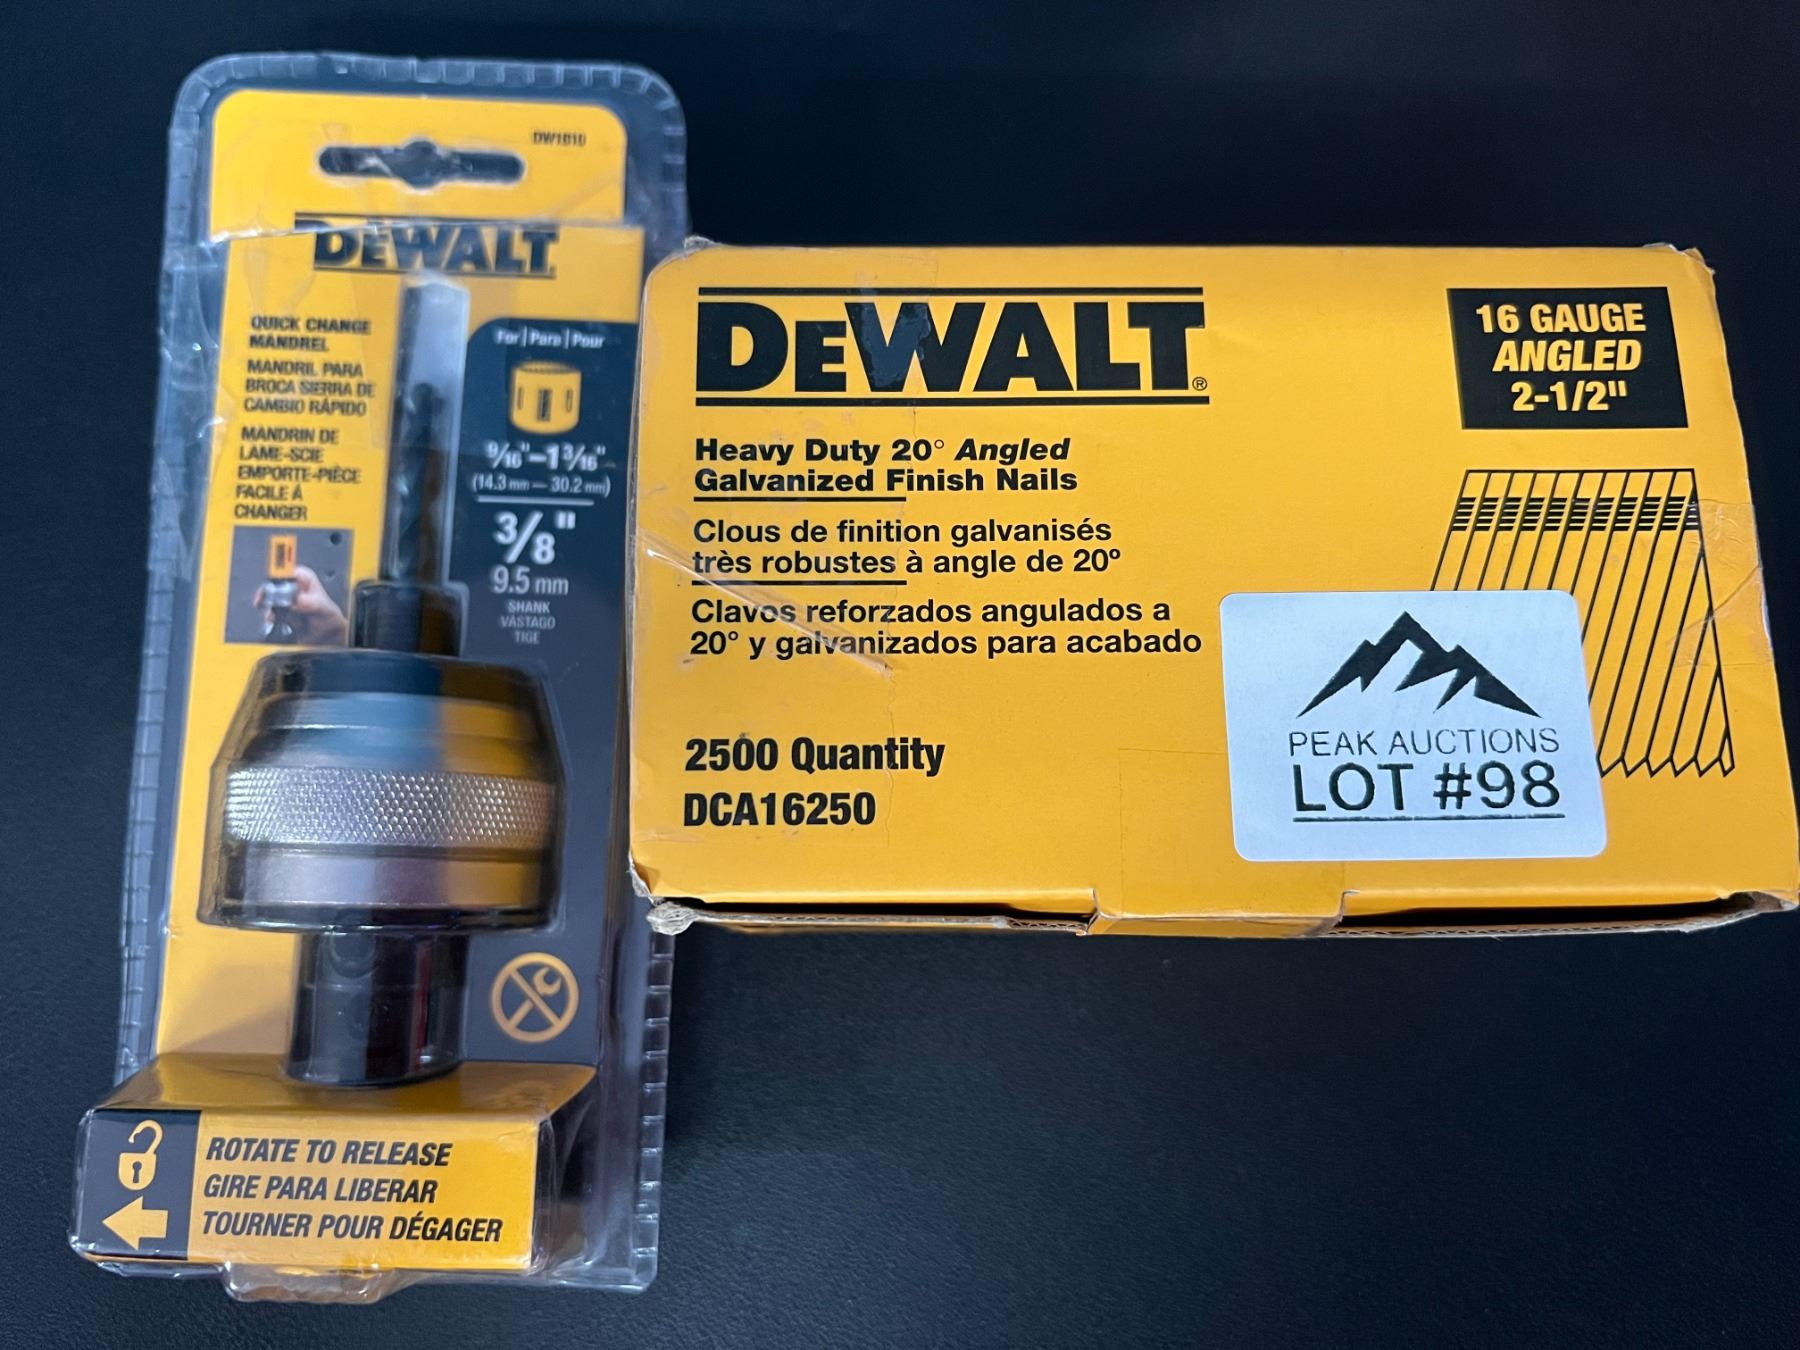 DW1810
DEWALT
QUICK CHANGE
MANDREL
MANDRIL PARA
BROCA SIERRA DE
CAMBIO RÁPIDO
MANDRIN DE
LAME-SCIE
EMPORTE-PIÈCE
FACILE À
CHANGER
For | Para | Pour
9/16"–1 3/16"
(14.3 mm — 30.2 mm)
3/8"
9.5 mm
SHANK
VÁSTAGO
TIGE
ROTATE TO RELEASE
GIRE PARA LIBERAR
TOURNER POUR DÉGAGER
DEWALT®
16 GAUGE
ANGLED
2-1/2"
Heavy Duty 20° Angled
Galvanized Finish Nails
Clous de finition galvanisés
très robustes à angle de 20º
Clavos reforzados angulados a
20° y galvanizados para acabado
2500 Quantity
DCA16250
PEAK AUCTIONS
LOT #98